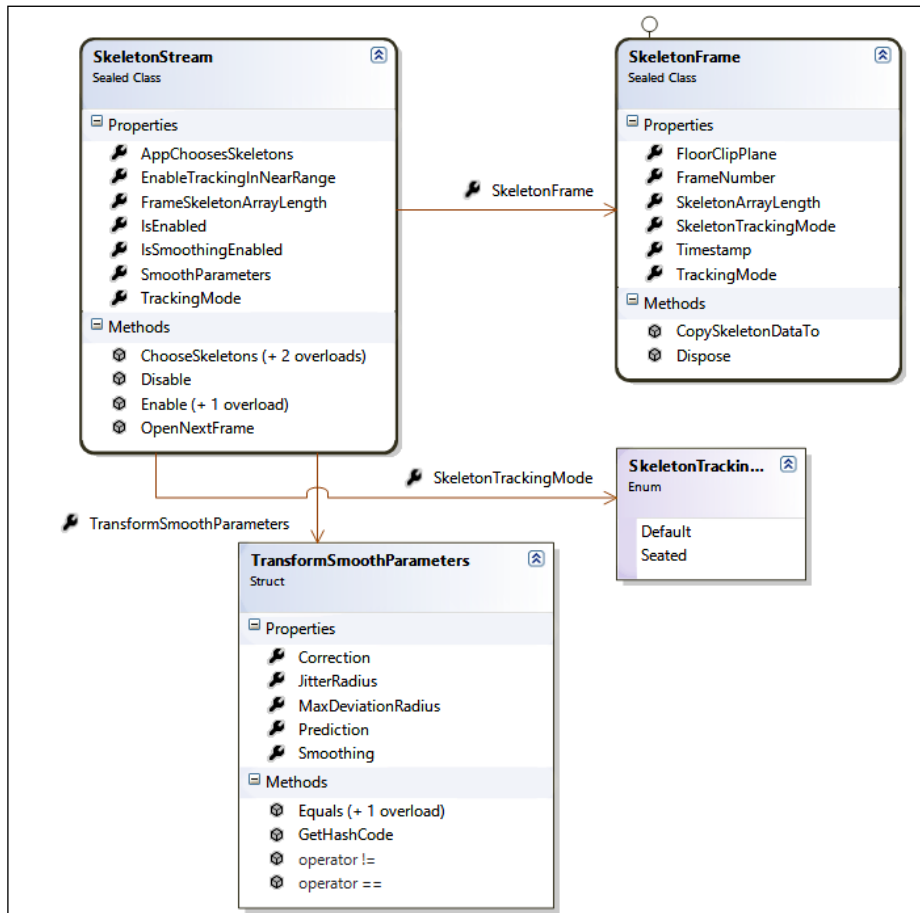 SkeletonStream
Sealed Class
Properties
AppChoosesSkeletons
EnableTrackingInNearRange
FrameSkeletonArrayLength
IsEnabled
IsSmoothingEnabled
SmoothParameters
TrackingMode
Methods
ChooseSkeletons (+ 2 overloads)
Disable
Enable (+ 1 overload)
OpenNextFrame
SkeletonFrame
SkeletonFrame
Sealed Class
Properties
FloorClipPlane
FrameNumber
SkeletonArrayLength
SkeletonTrackingMode
Timestamp
TrackingMode
Methods
CopySkeletonDataTo
Dispose
SkeletonTrackingMode
SkeletonTrackin...
Enum
Default
Seated
TransformSmoothParameters
TransformSmoothParameters
Struct
Properties
Correction
JitterRadius
MaxDeviationRadius
Prediction
Smoothing
Methods
Equals (+ 1 overload)
GetHashCode
operator !=
operator ==